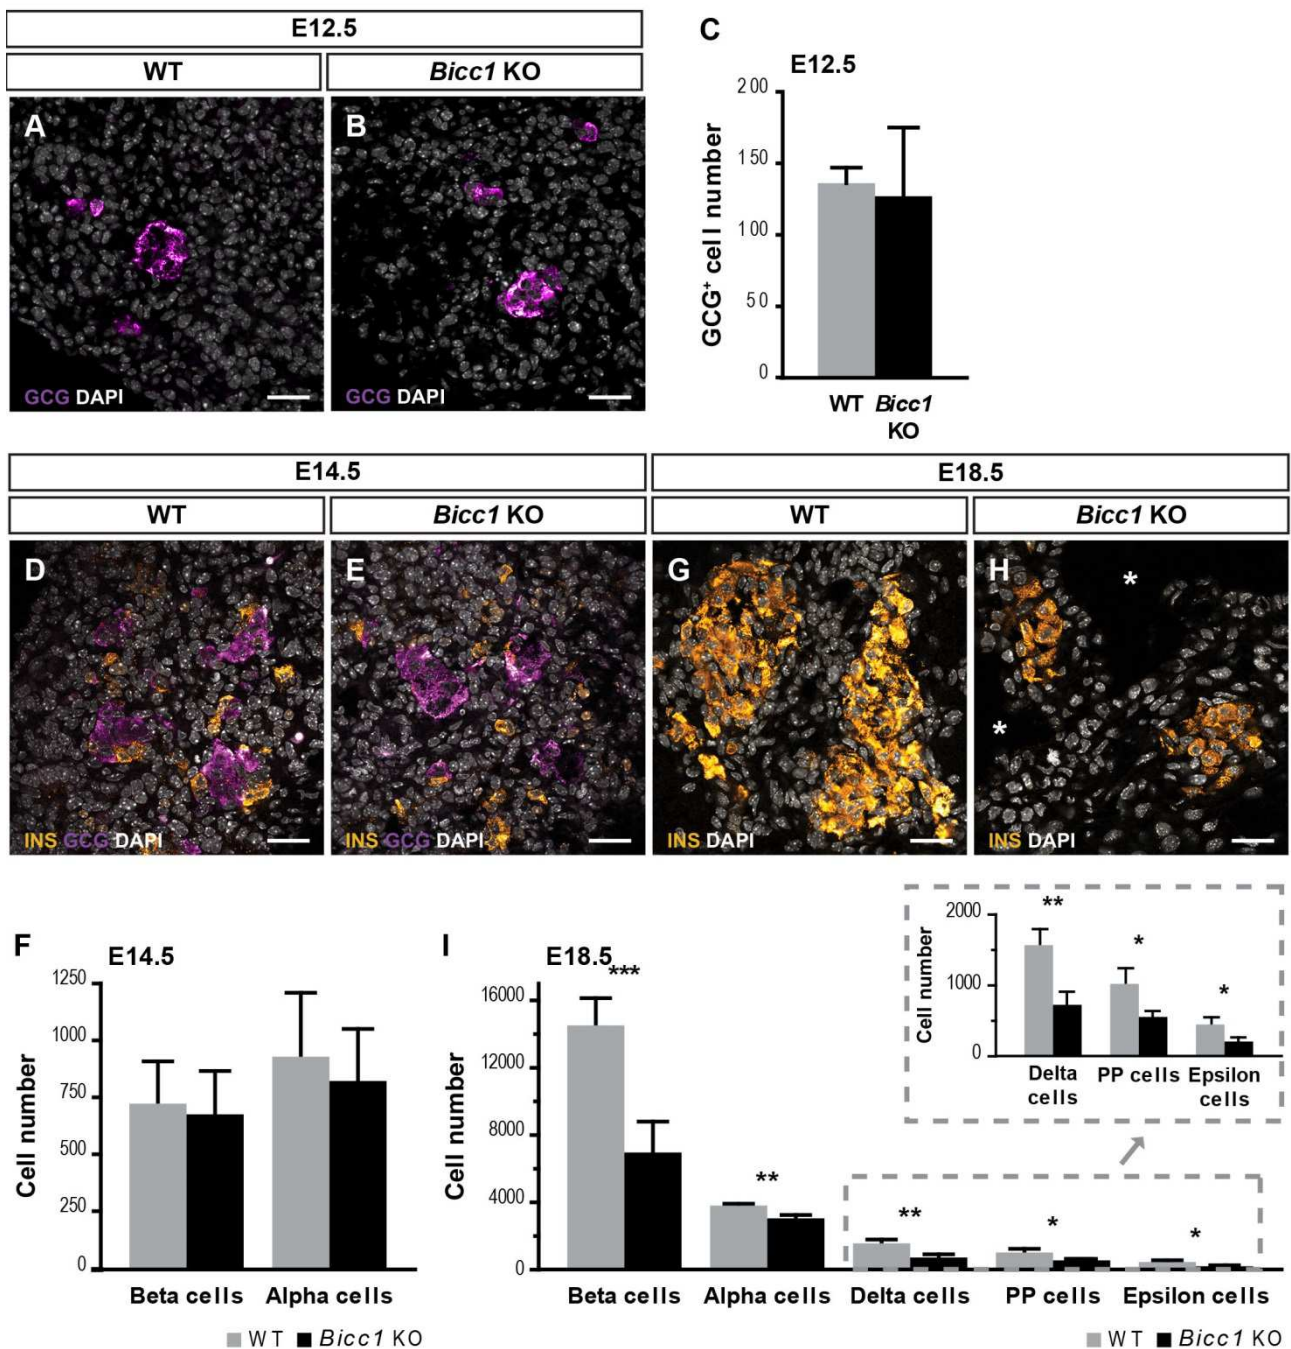 E12.5
WT
Bicc1 KO
A
GCG DAPI
B
GCG DAPI
C
E12.5
GCG+ cell number
200
150
100
50
0
WT Bicc1
KO
E14.5
E18.5
WT
Bicc1 KO
WT
Bicc1 KO
D
INS GCG DAPI
E
INS GCG DAPI
G
INS DAPI
H
*
*
INS DAPI
F
E14.5
Cell number
1250
1000
750
500
250
0
Beta cells
Alpha cells
WT
Bicc1 KO
I
E18.5
***
Cell number
16000
12000
8000
4000
0
**
**
*
*
Beta cells
Alpha cells
Delta cells
PP cells
Epsilon cells
Cell number
2000
1000
0
**
*
*
Delta
cells
PP cells
Epsilon
cells
WT
Bicc1 KO